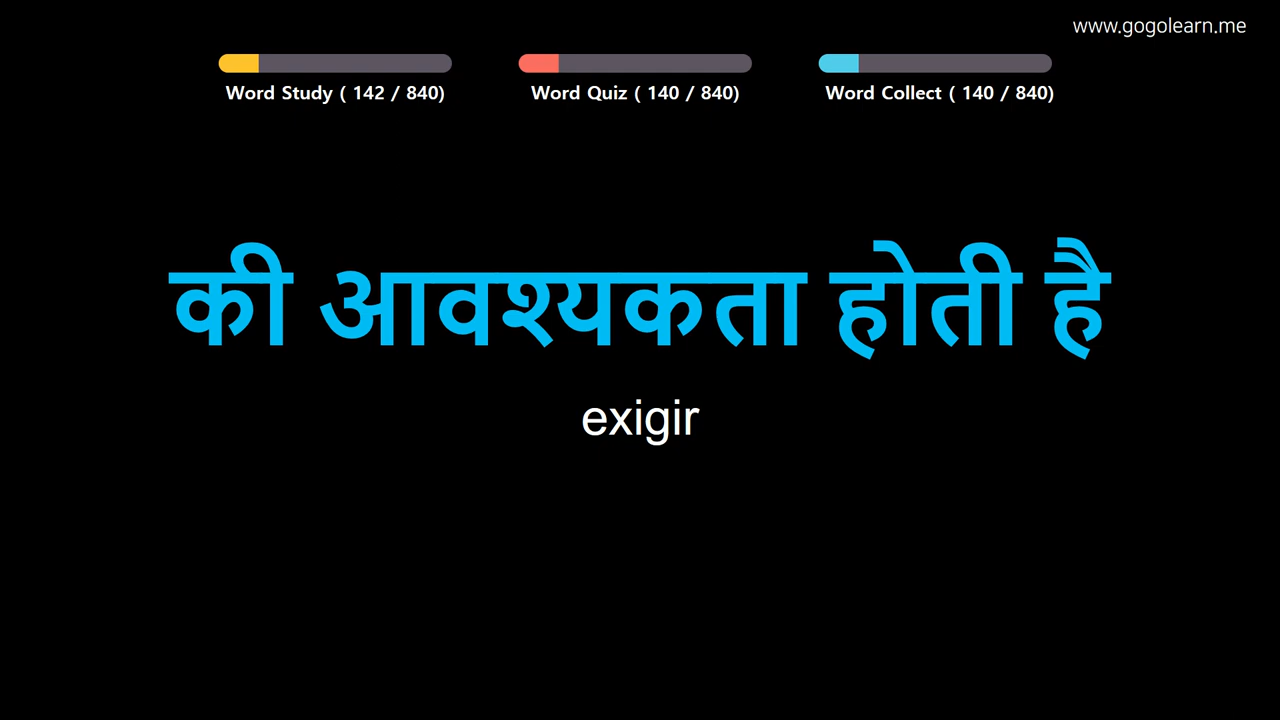 www.gogolearn.me
Word Study ( 142 / 840)
Word Quiz ( 140 / 840)
Word Collect ( 140 / 840)
की आवश्यकता होती है
exigir